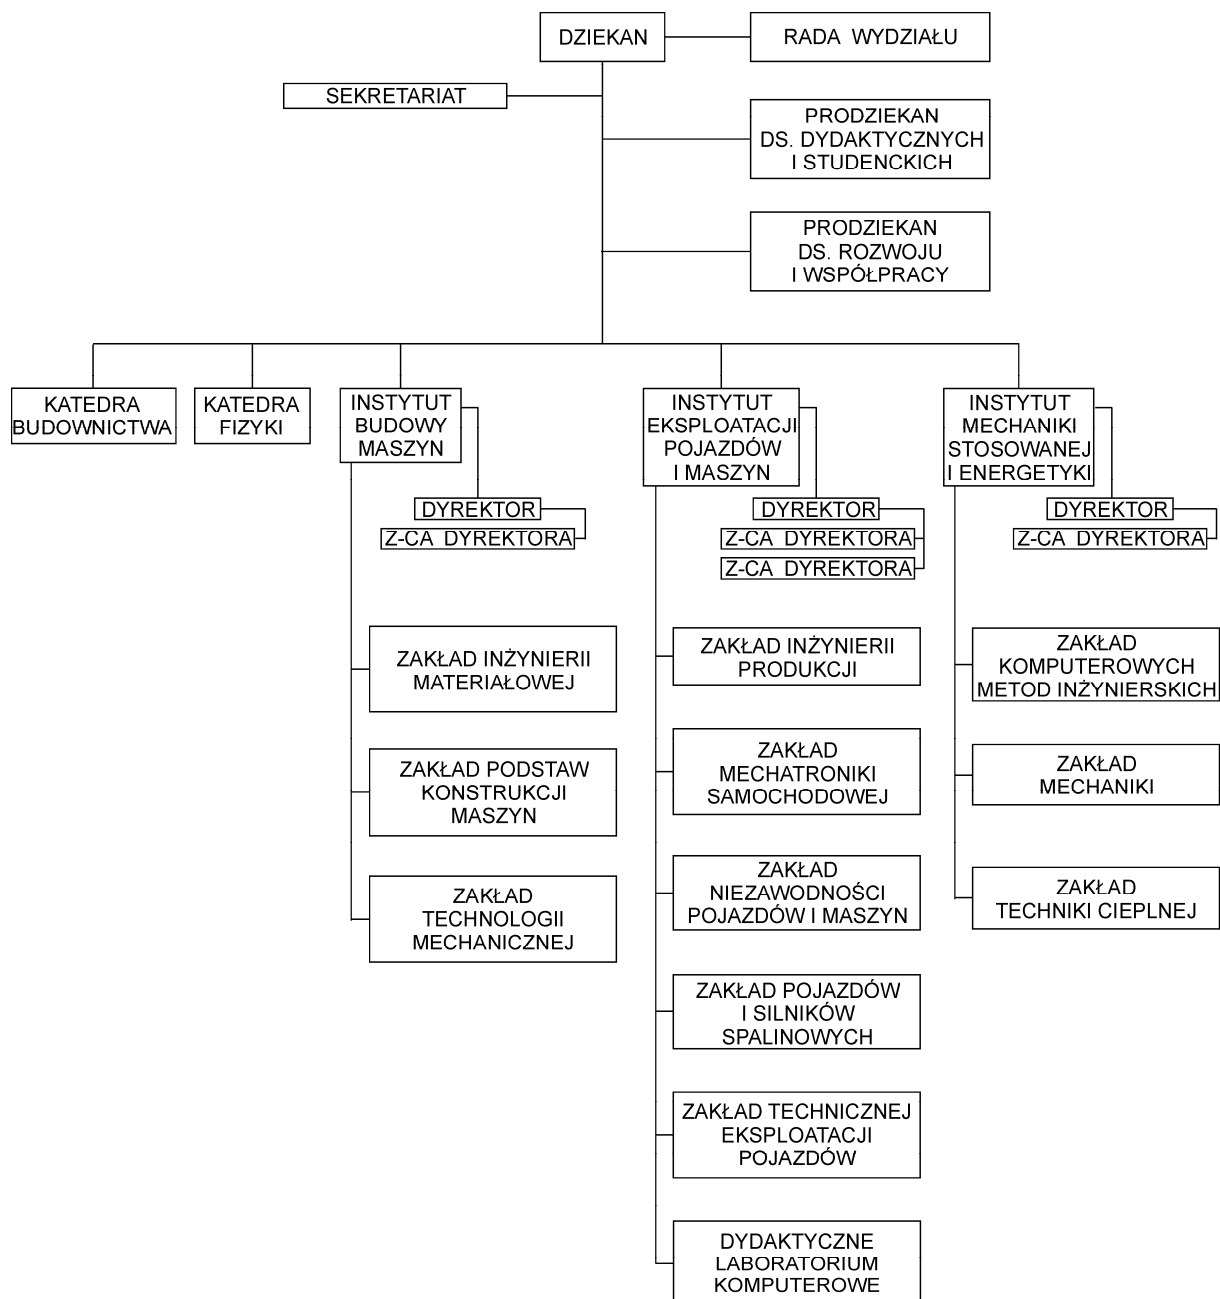 DZIEKAN
RADA WYDZIAŁU
SEKRETARIAT
PRODZIEKAN
DS. DYDAKTYCZNYCH
I STUDENCKICH
PRODZIEKAN
DS. ROZWOJU
I WSPÓŁPRACY
KATEDRA
BUDOWNICTWA
KATEDRA
FIZYKI
INSTYTUT
BUDOWY
MASZYN
DYREKTOR
Z-CA DYREKTORA
ZAKŁAD INŻYNIERII
MATERIAŁOWEJ
ZAKŁAD PODSTAW
KONSTRUKCJI
MASZYN
ZAKŁAD
TECHNOLOGII
MECHANICZNEJ
INSTYTUT
EKSPLOATACJI
POJAZDÓW
I MASZYN
DYREKTOR
Z-CA DYREKTORA
Z-CA DYREKTORA
ZAKŁAD INŻYNIERII
PRODUKCJI
ZAKŁAD
MECHATRONIKI
SAMOCHODOWEJ
ZAKŁAD
NIEZAWODNOŚCI
POJAZDÓW I MASZYN
ZAKŁAD POJAZDÓW
I SILNIKÓW
SPALINOWYCH
ZAKŁAD TECHNICZNEJ
EKSPLOATACJI
POJAZDÓW
DYDAKTYCZNE
LABORATORIUM
KOMPUTEROWE
INSTYTUT
MECHANIKI
STOSOWANEJ
I ENERGETYKI
DYREKTOR
Z-CA DYREKTORA
ZAKŁAD
KOMPUTEROWYCH
METOD INŻYNIERSKICH
ZAKŁAD
MECHANIKI
ZAKŁAD
TECHNIKI CIEPLNEJ